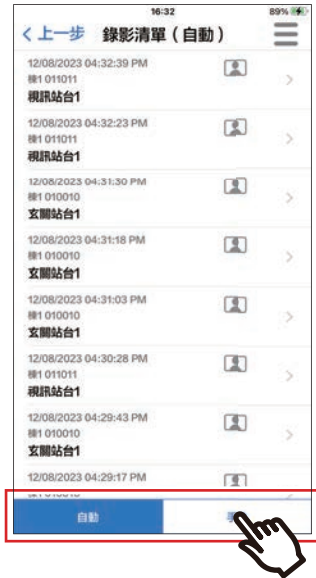 16:32
89%
く上一步 錄影清單（自動）
12/08/2023 04:32:39 PM
棟1 011011
視訊站台1
12/08/2023 04:32:23 PM
棟1 011011
視訊站台1
12/08/2023 04:31:30 PM
棟1 010010
玄關站台1
12/08/2023 04:31:18 PM
棟1 010010
玄關站台1
12/08/2023 04:31:03 PM
棟1 010010
玄關站台1
12/08/2023 04:30:28 PM
棟1 011011
視訊站台1
12/08/2023 04:29:43 PM
棟1 010010
玄關站台1
12/08/2023 04:29:17 PM
自動